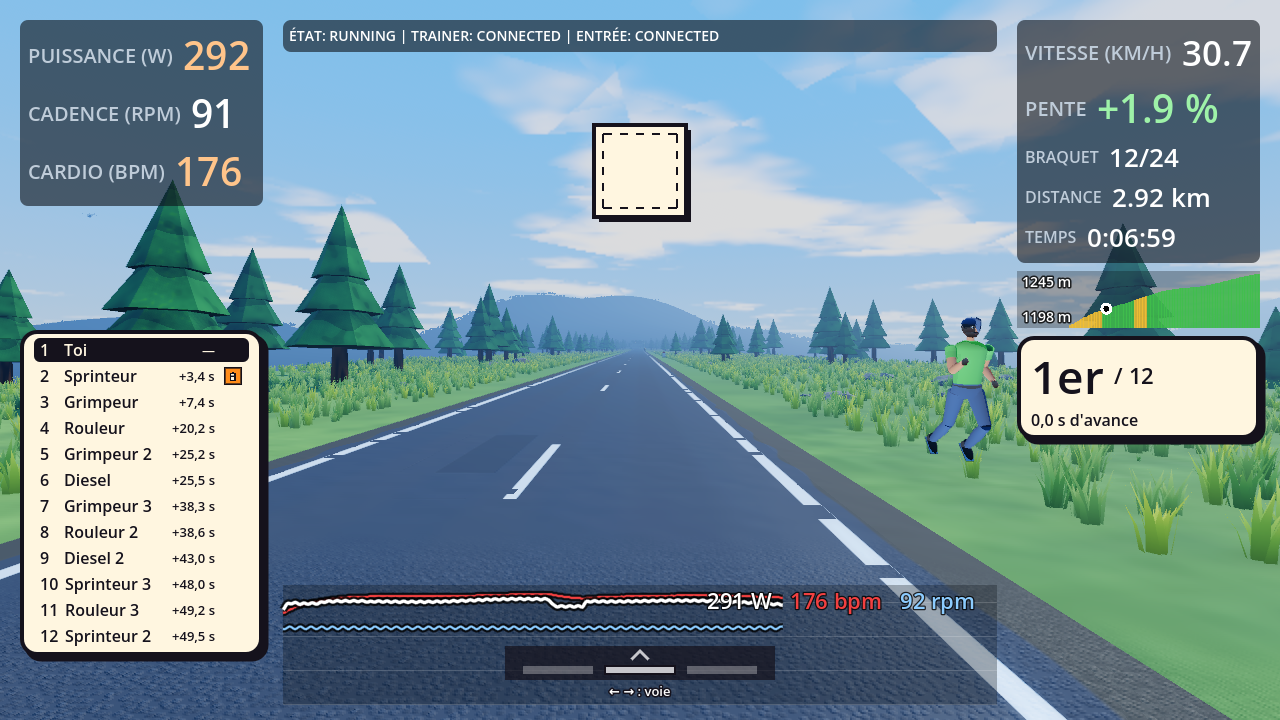 PUISSANCE (W) 292
CADENCE (RPM) 91
CARDIO (BPM) 176
ÉTAT: RUNNING | TRAINER: CONNECTED | ENTRÉE: CONNECTED
VITESSE (KM/H) 30.7
PENTE +1.9 %
BRAQUET 12/24
DISTANCE 2.92 km
TEMPS 0:06:59
1245 m
1198 m
1er / 12
0,0 s d'avance
1 Toi —
2 Sprinteur +3,4 s
3 Grimpeur +7,4 s
4 Rouleur +20,2 s
5 Grimpeur 2 +25,2 s
6 Diesel +25,5 s
7 Grimpeur 3 +38,3 s
8 Rouleur 2 +38,6 s
9 Diesel 2 +43,0 s
10 Sprinteur 3 +48,0 s
11 Rouleur 3 +49,2 s
12 Sprinteur 2 +49,5 s
291 W 176 bpm 92 rpm
← → : voie